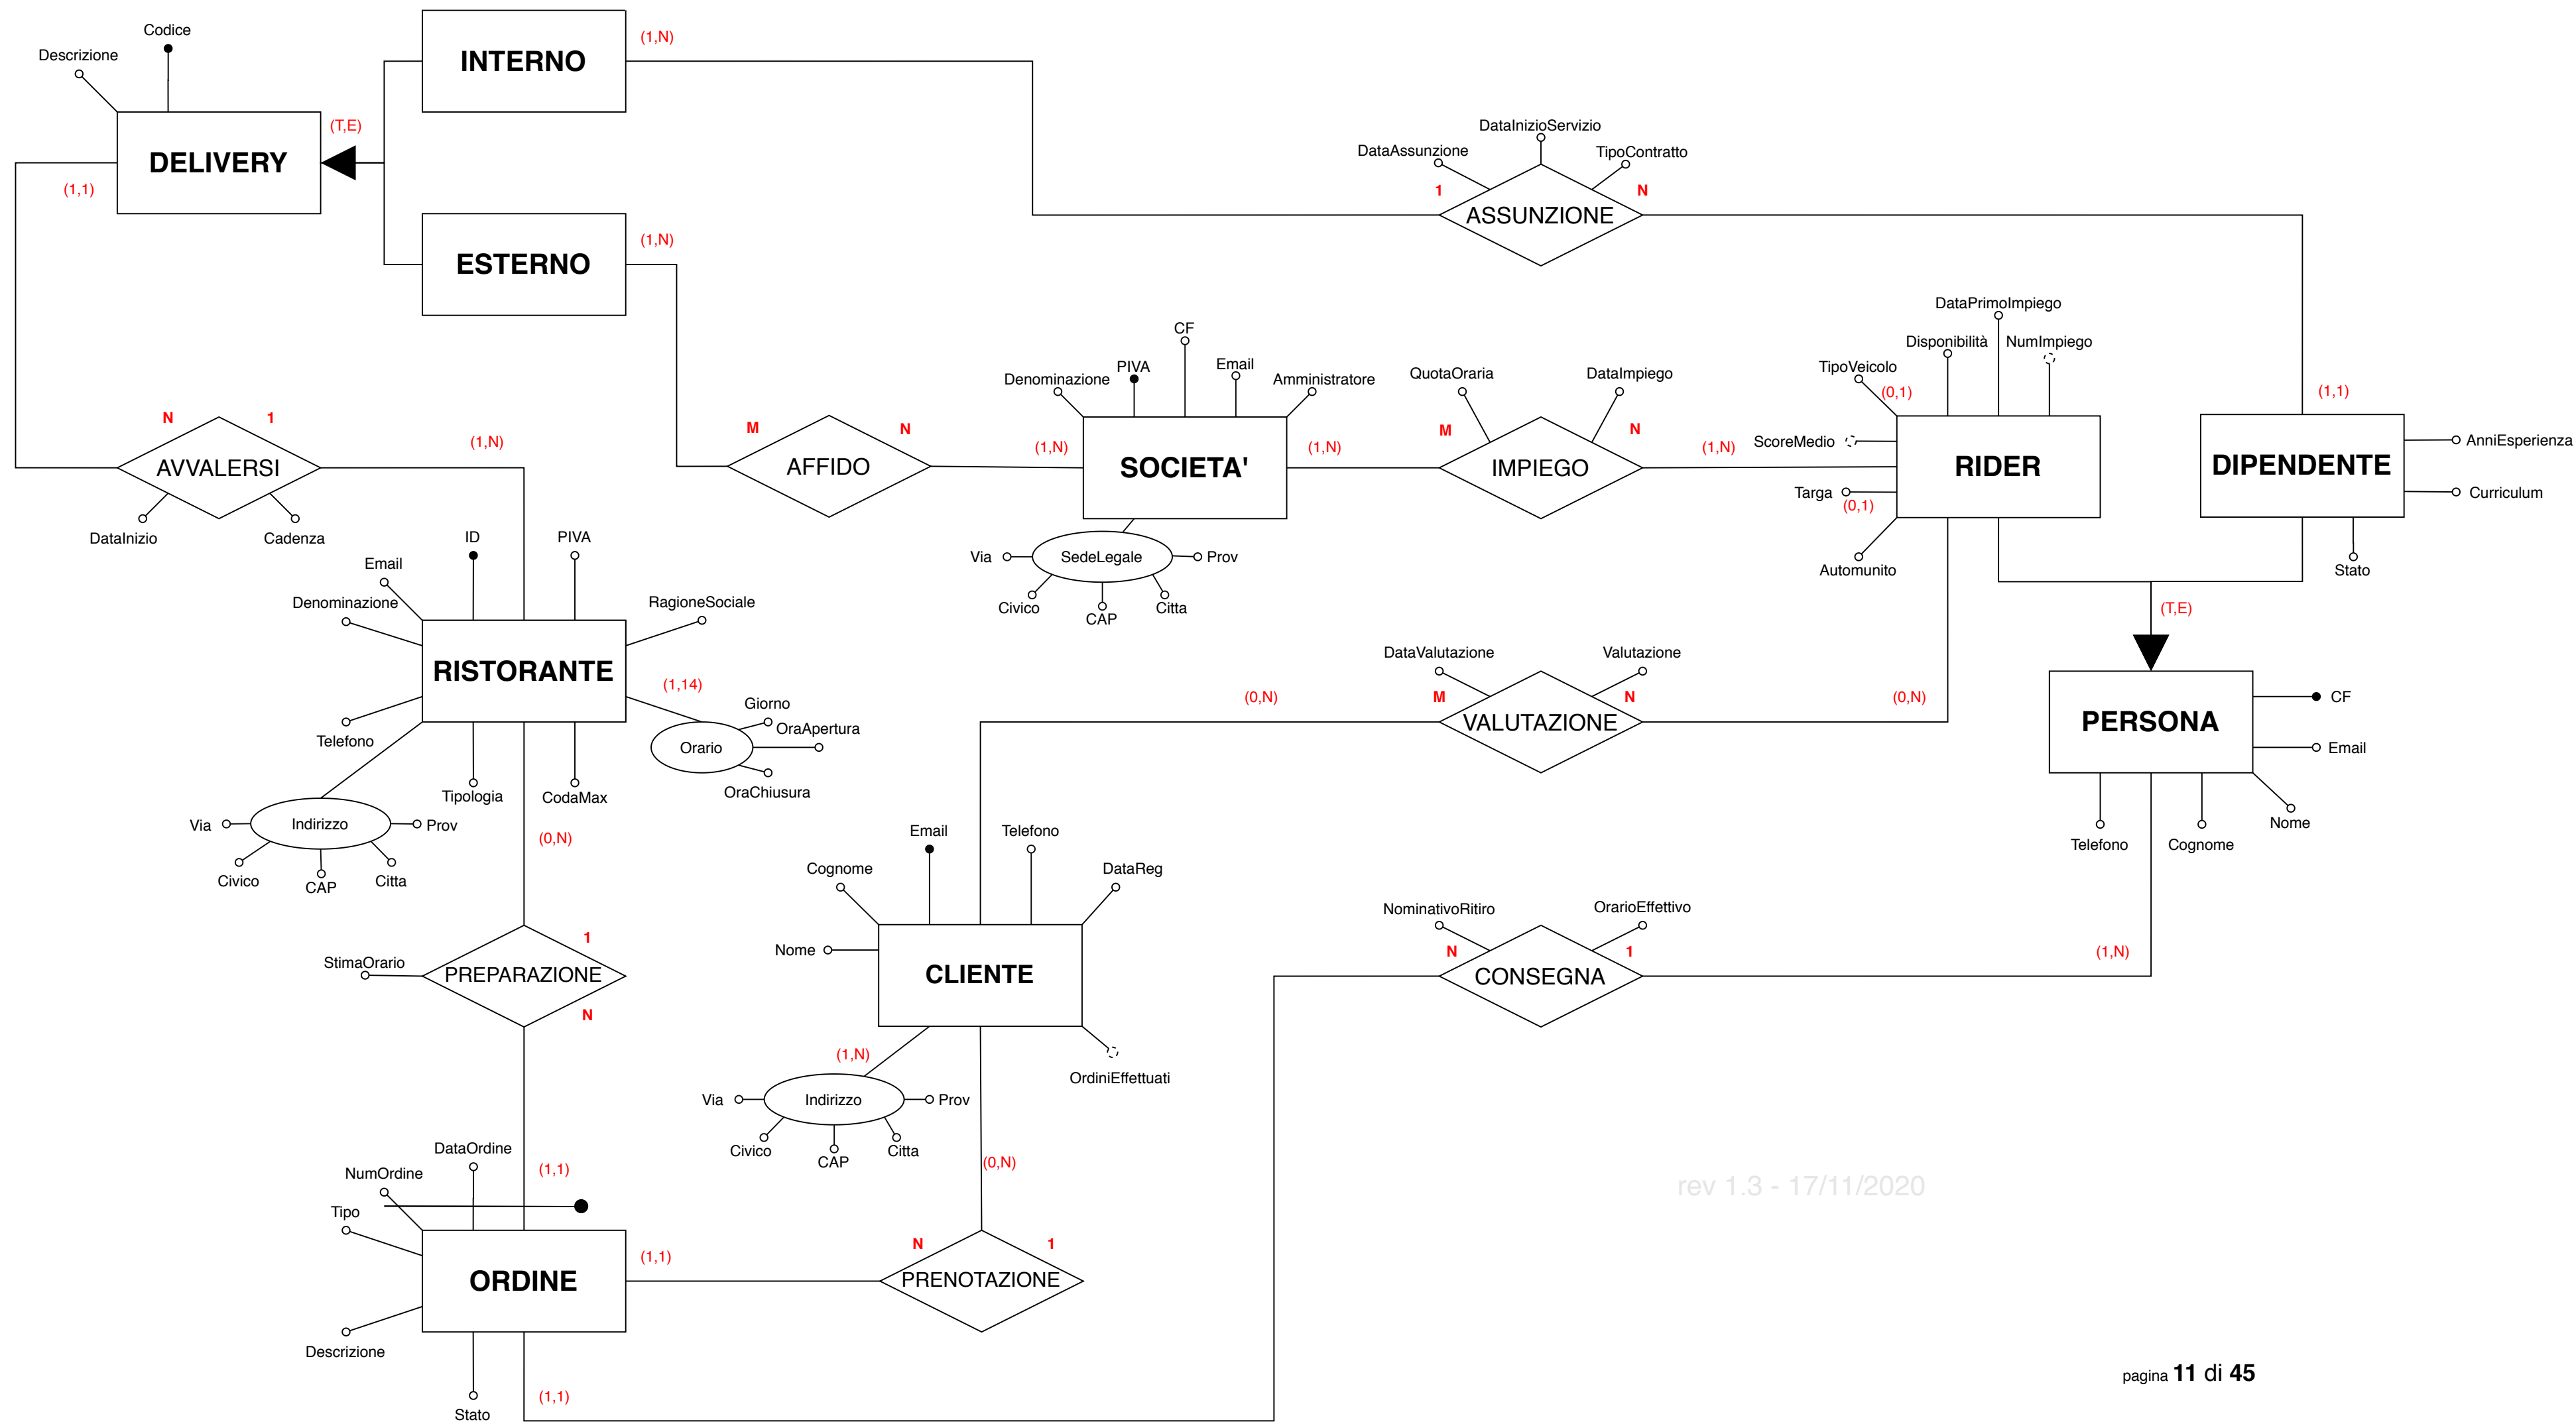 Codice
Descrizione
DELIVERY
(T,E)
(1,1)
INTERNO
(1,N)
ESTERNO
(1,N)
DataInizioServizio
DataAssunzione
TipoContratto
1
N
ASSUNZIONE
N
1
AVVALERSI
(1,N)
DataInizio
Cadenza
M
N
AFFIDO
(1,N)
CF
PIVA
Email
Denominazione
Amministratore
SOCIETA'
(1,N)
SedeLegale
Via
Prov
Civico
CAP
Citta
QuotaOraria
DataImpiego
M
N
IMPIEGO
(1,N)
DataPrimoImpiego
Disponibilità
NumImpiego
TipoVeicolo
(0,1)
ScoreMedio
RIDER
Targa
(0,1)
Automunito
(1,1)
DIPENDENTE
AnniEsperienza
Curriculum
Stato
(T,E)
ID
PIVA
Email
Denominazione
RagioneSociale
RISTORANTE
(1,14)
Giorno
OraApertura
Orario
OraChiusura
Telefono
Tipologia
CodaMax
Indirizzo
Via
Prov
Civico
CAP
Citta
(0,N)
DataValutazione
Valutazione
(0,N)
M
N
VALUTAZIONE
(0,N)
PERSONA
CF
Email
Nome
Telefono
Cognome
Email
Telefono
Cognome
DataReg
Nome
CLIENTE
OrdiniEffettuati
(1,N)
Indirizzo
Via
Prov
Civico
CAP
Citta
(0,N)
NominativoRitiro
OrarioEffettivo
N
1
CONSEGNA
(1,N)
1
StimaOrario
PREPARAZIONE
N
DataOrdine
NumOrdine
(1,1)
Tipo
ORDINE
(1,1)
Descrizione
Stato
(1,1)
N
1
PRENOTAZIONE
rev 1.3 - 17/11/2020
pagina 11 di 45